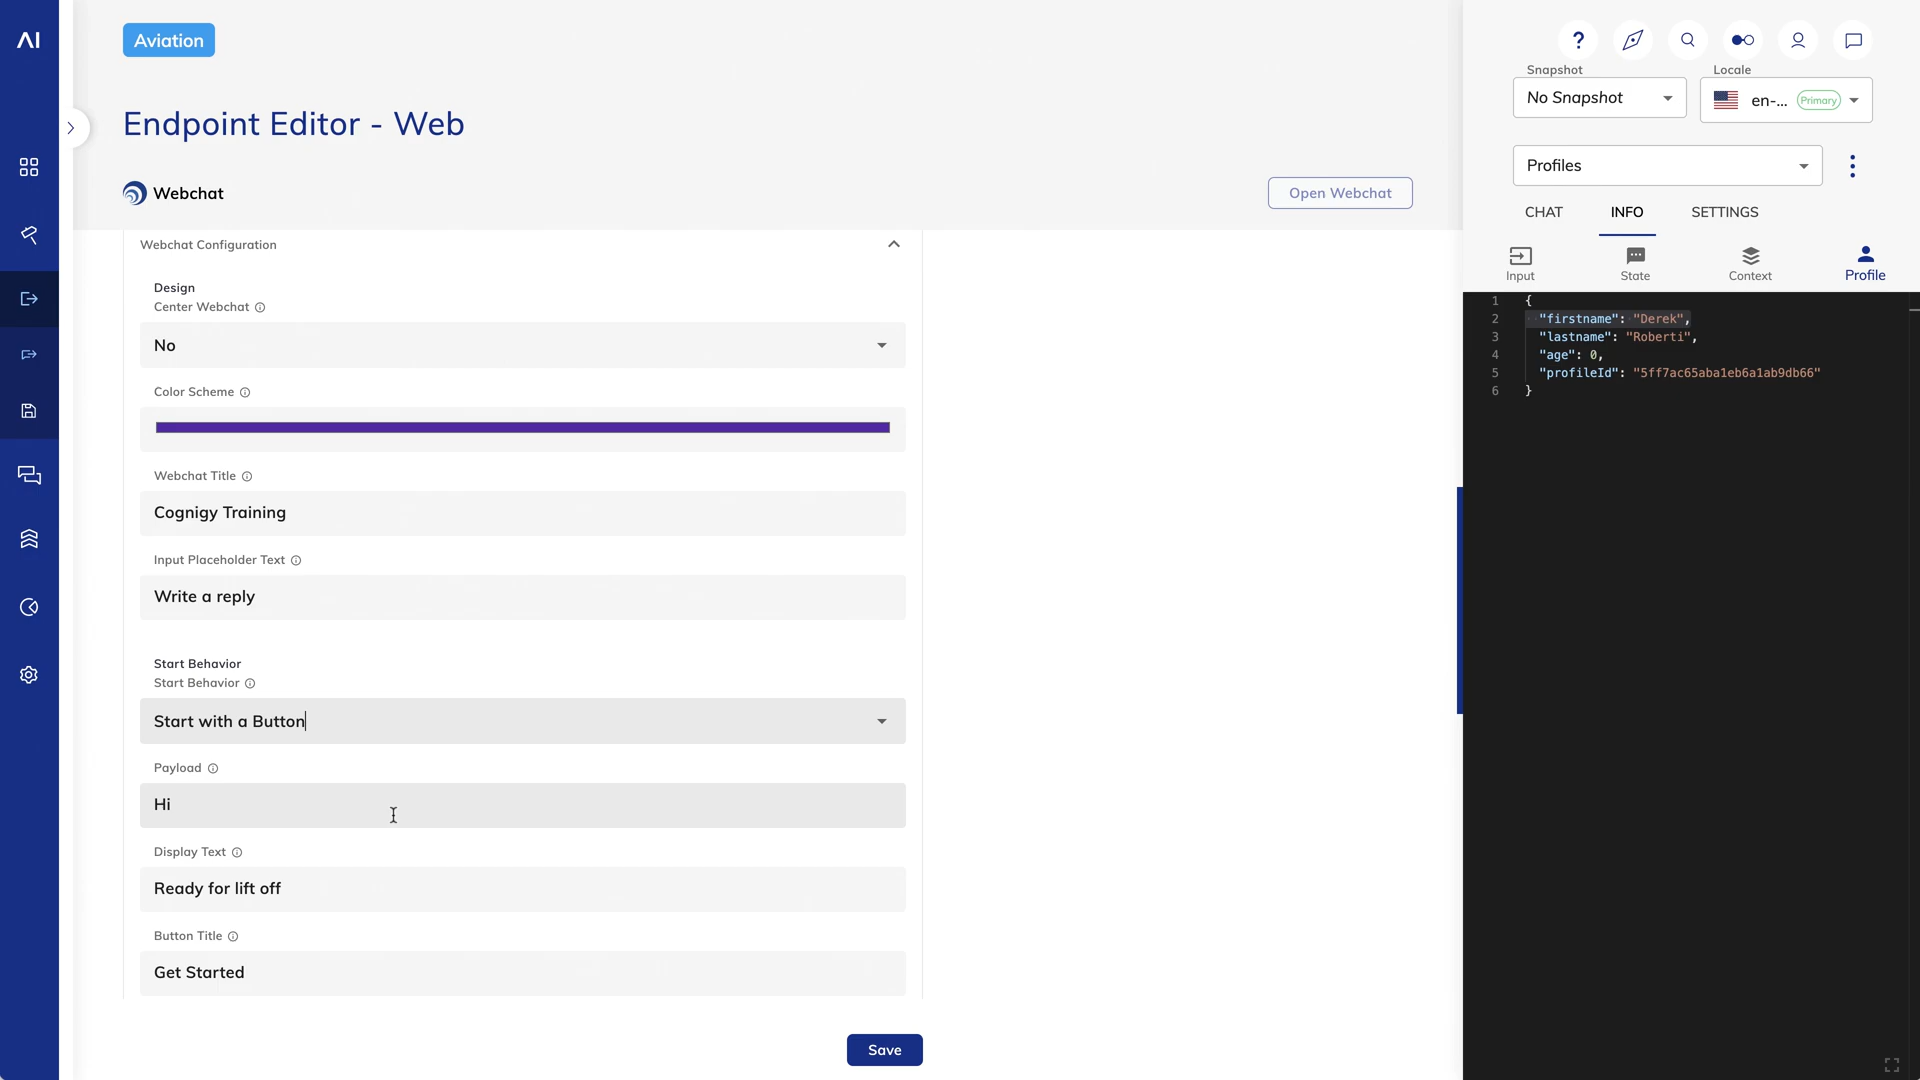 AI
Aviation
Endpoint Editor - Web
Webchat
Open Webchat
Webchat Configuration
Design
Center Webchat
No
Color Scheme
Webchat Title
Cognigy Training
Input Placeholder Text
Write a reply
Start Behavior
Start Behavior
Start with a Button
Payload
Hi
Display Text
Ready for lift off
Button Title
Get Started
Save
?
Snapshot
No Snapshot
Locale
en-... Primary
Profiles
CHAT INFO SETTINGS
Input State Context Profile
1 {
2 "firstname": "Derek",
3 "lastname": "Roberti",
4 "age": 0,
5 "profileId": "5ff7ac65aba1eb6a1ab9db66"
6 }